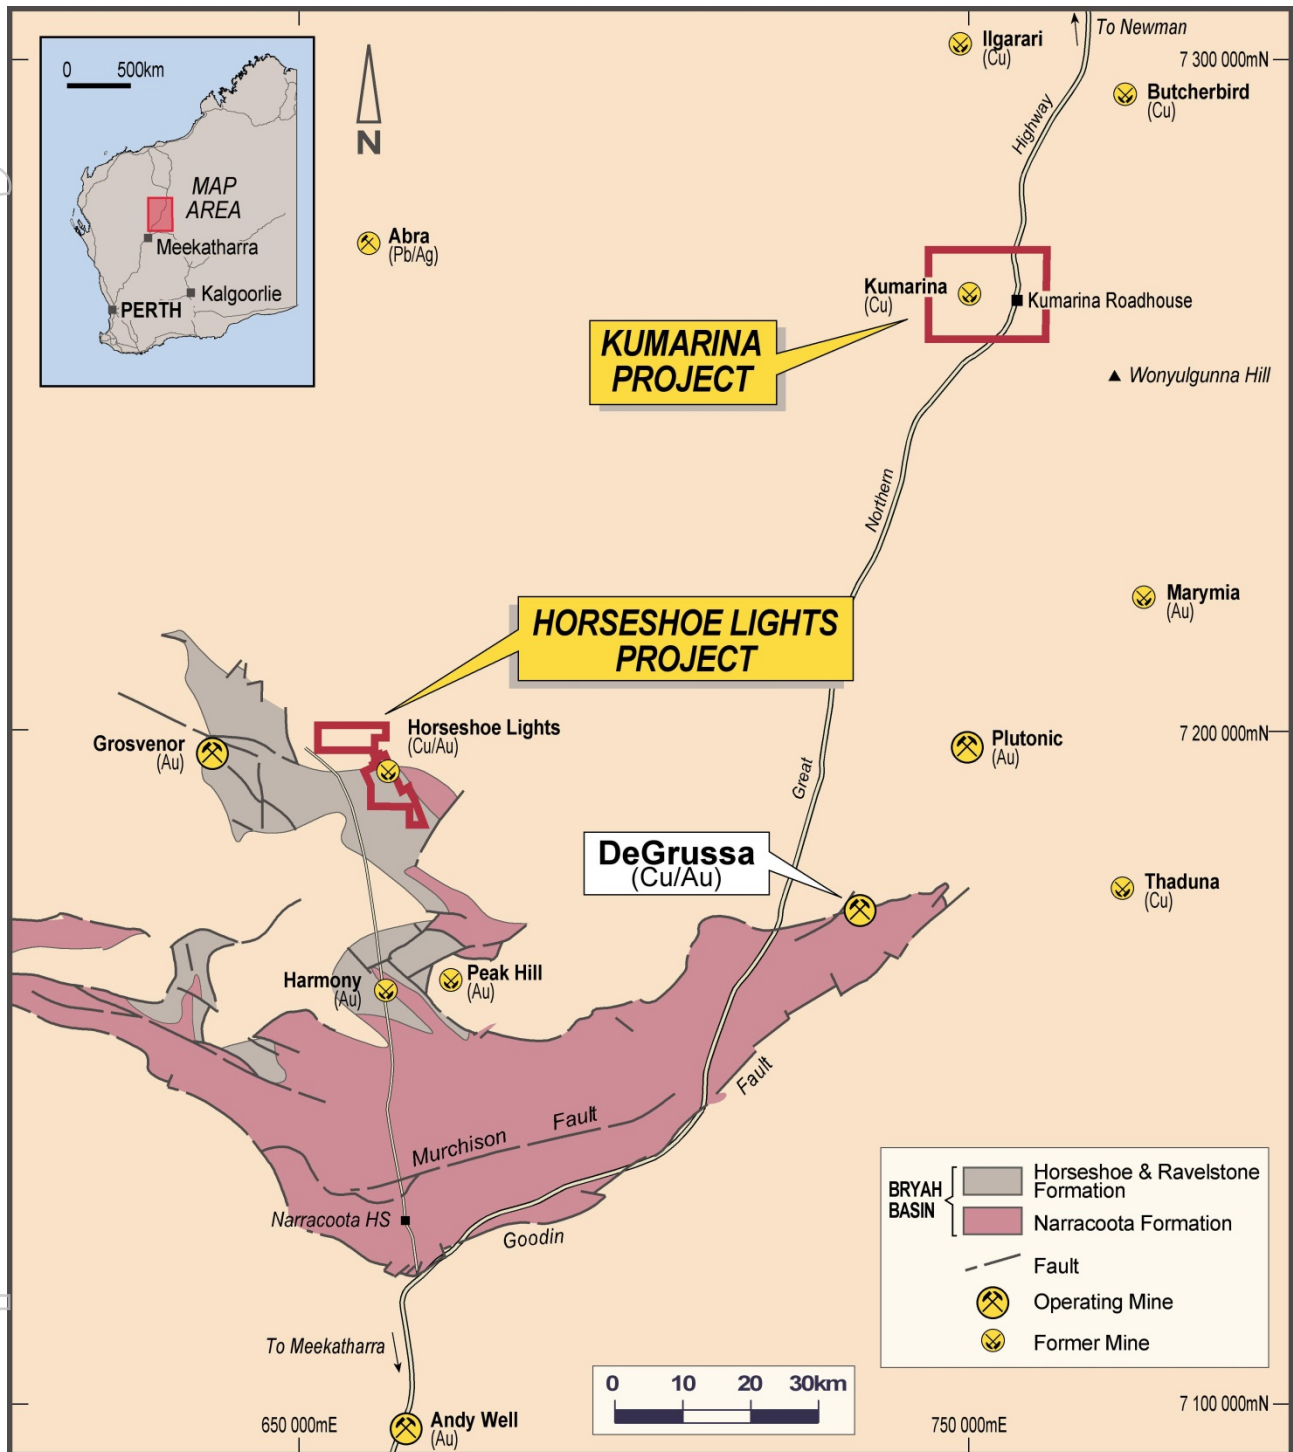 To Newman
Ilgarari
(Cu)
7 300 000mN
0 500km
Butcherbird
(Cu)
Highway
N
MAP
AREA
Meekatharra
Kalgoorlie
PERTH
Abra
(Pb/Ag)
Kumarina
(Cu)
Kumarina Roadhouse
KUMARINA
PROJECT
Wonyulgunna Hill
Northern
Marymia
(Au)
HORSESHOE LIGHTS
PROJECT
Horseshoe Lights
(Cu/Au)
Grosvenor
(Au)
Plutonic
(Au)
7 200 000mN
Great
DeGrussa
(Cu/Au)
Thaduna
(Cu)
Peak Hill
(Au)
Harmony
(Au)
Fault
Murchison Fault
Narracoota HS
Goodin
BRYAH
BASIN
Horseshoe & Ravelstone
Formation
Narracoota Formation
Fault
Operating Mine
Former Mine
To Meekatharra
0 10 20 30km
7 100 000mN
650 000mE
750 000mE
Andy Well
(Au)